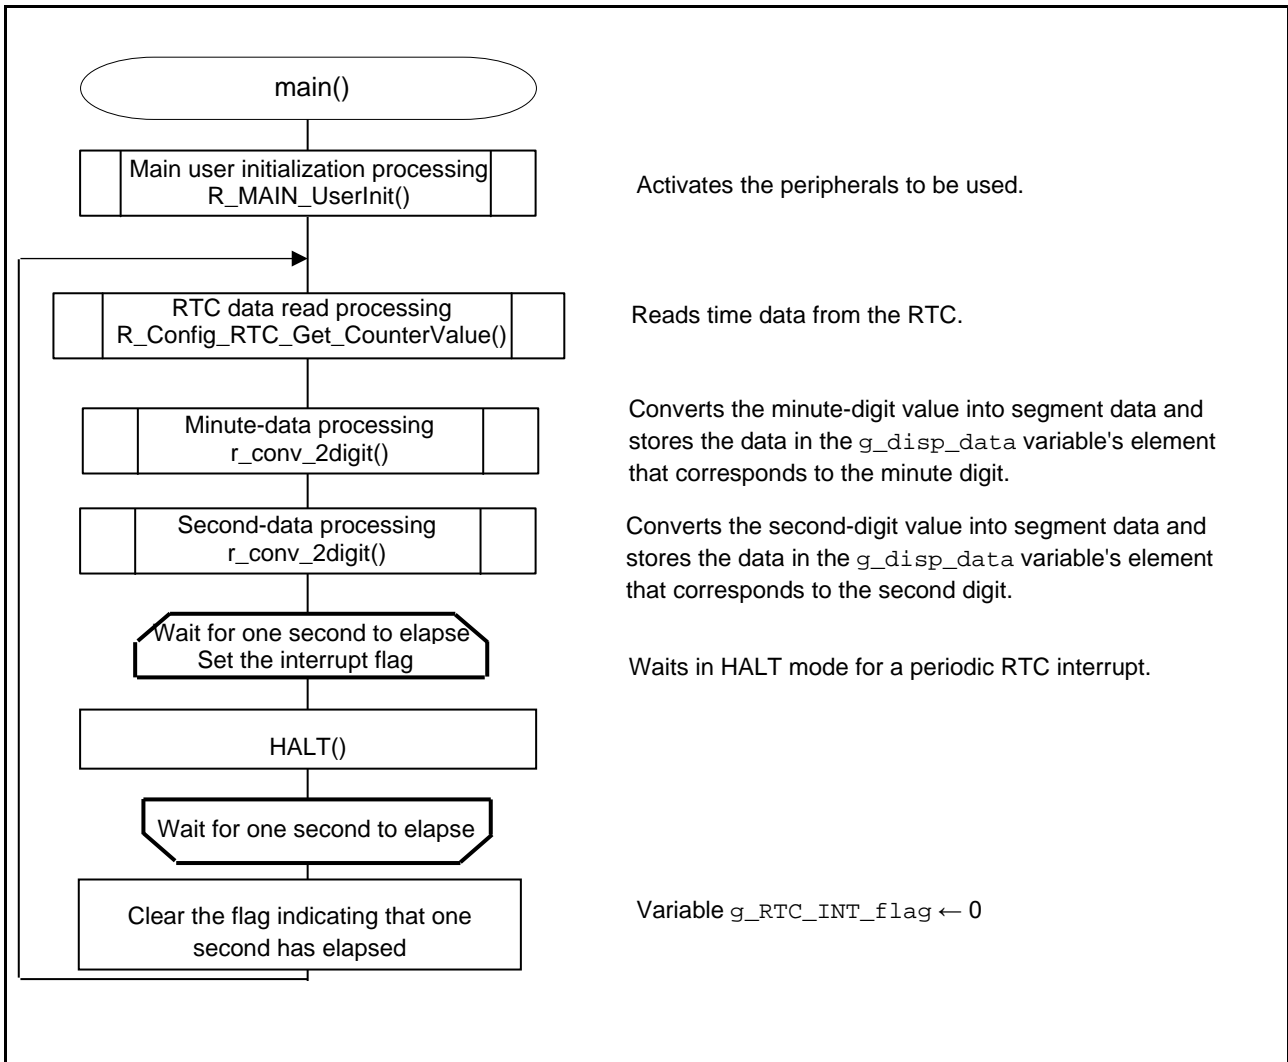 main()
Main user initialization processing
R_MAIN_UserInit()
Activates the peripherals to be used.
RTC data read processing
R_Config_RTC_Get_CounterValue()
Reads time data from the RTC.
Minute-data processing
r_conv_2digit()
Converts the minute-digit value into segment data and
stores the data in the g_disp_data variable's element
that corresponds to the minute digit.
Second-data processing
r_conv_2digit()
Converts the second-digit value into segment data and
stores the data in the g_disp_data variable's element
that corresponds to the second digit.
Wait for one second to elapse
Set the interrupt flag
Waits in HALT mode for a periodic RTC interrupt.
HALT()
Wait for one second to elapse
Clear the flag indicating that one
second has elapsed
Variable g_RTC_INT_flag ← 0